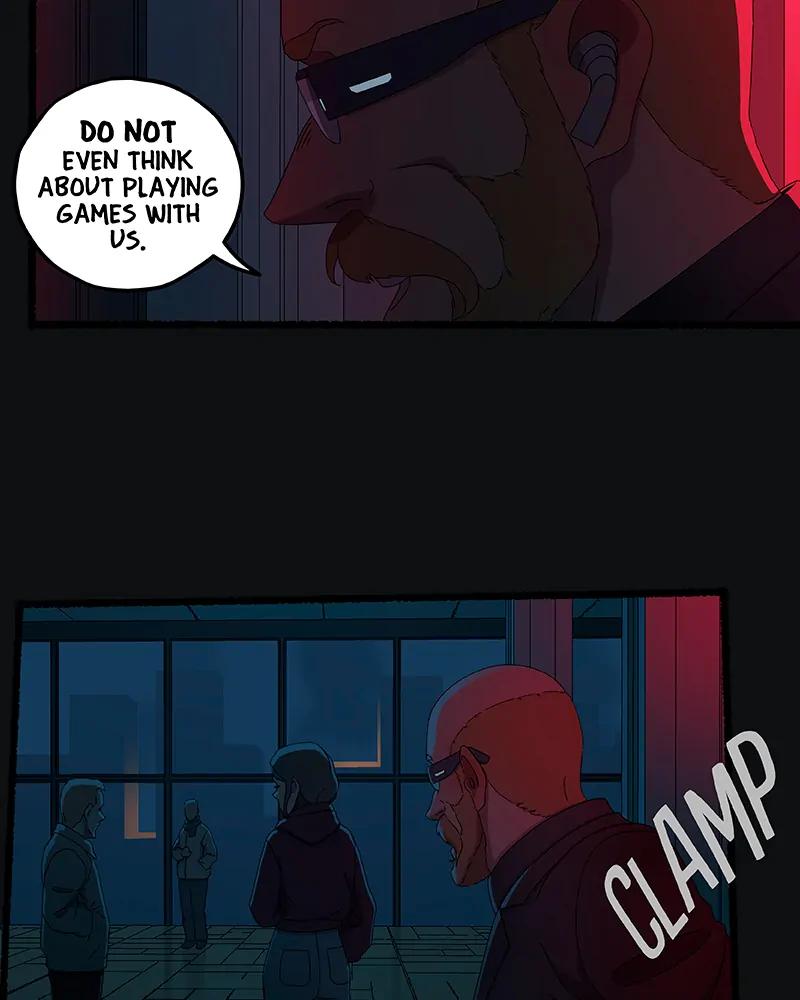 DO NOT
EVEN THINK
ABOUT PLAYING
GAMES WITH
US.
CLAMP